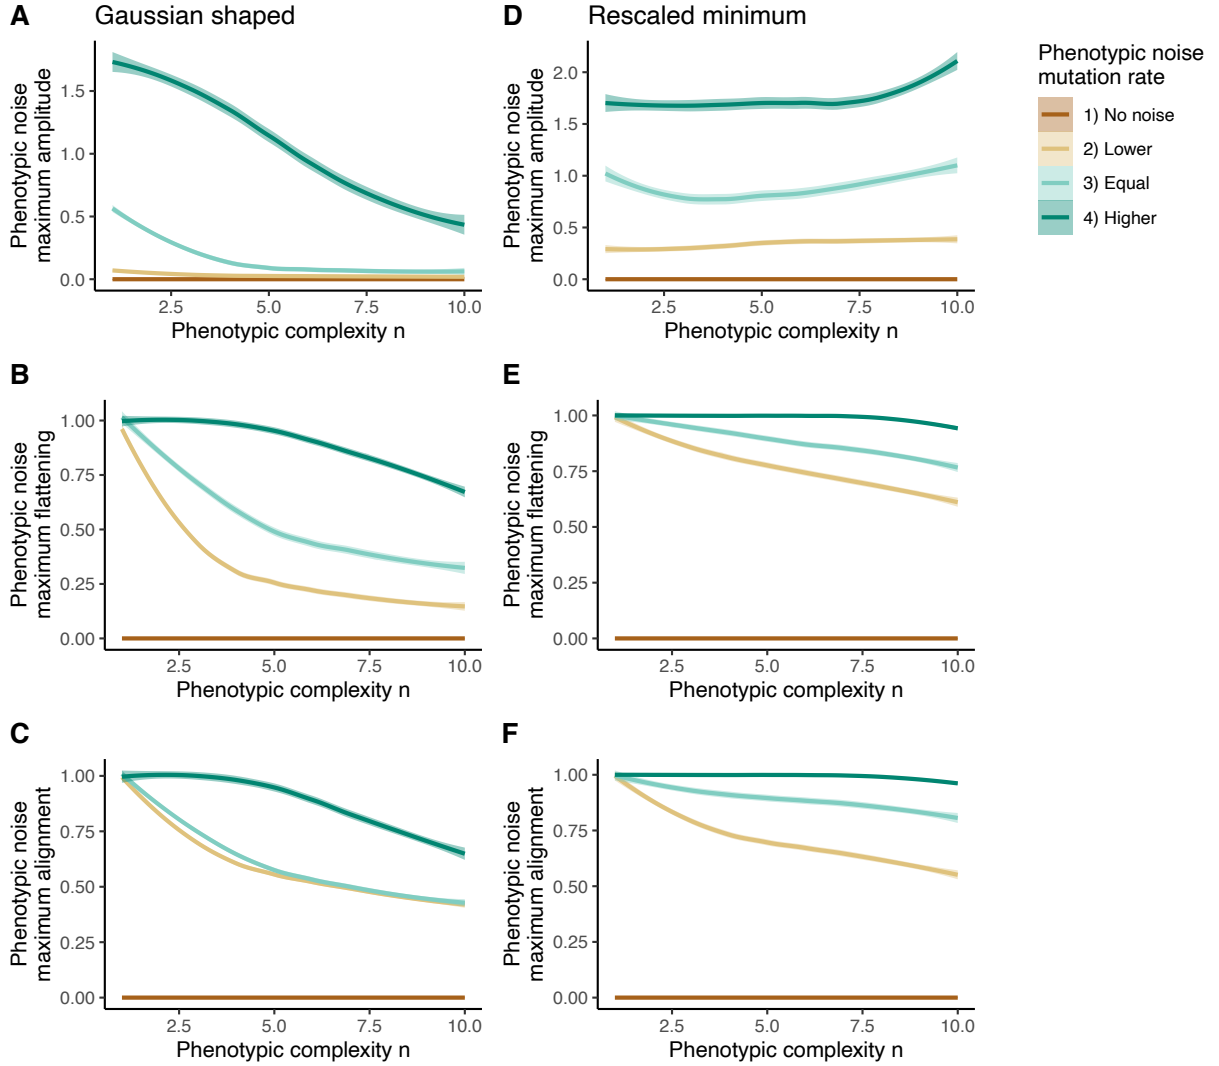 A Gaussian shaped
Phenotypic noise
maximum amplitude
1.5
1.0
0.5
0.0
2.5 5.0 7.5 10.0
Phenotypic complexity n
D Rescaled minimum
Phenotypic noise
maximum amplitude
2.0
1.5
1.0
0.5
0.0
2.5 5.0 7.5 10.0
Phenotypic complexity n
Phenotypic noise
mutation rate
1) No noise
2) Lower
3) Equal
4) Higher
B
Phenotypic noise
maximum flattening
1.00
0.75
0.50
0.25
0.00
2.5 5.0 7.5 10.0
Phenotypic complexity n
E
Phenotypic noise
maximum flattening
1.00
0.75
0.50
0.25
0.00
2.5 5.0 7.5 10.0
Phenotypic complexity n
C
Phenotypic noise
maximum alignment
1.00
0.75
0.50
0.25
0.00
2.5 5.0 7.5 10.0
Phenotypic complexity n
F
Phenotypic noise
maximum alignment
1.00
0.75
0.50
0.25
0.00
2.5 5.0 7.5 10.0
Phenotypic complexity n